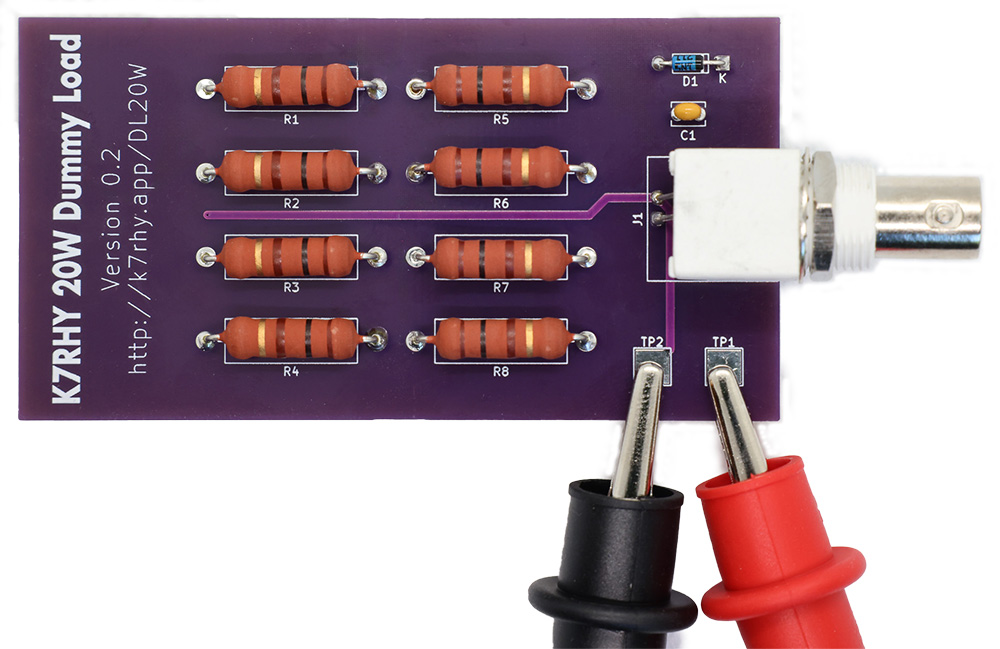 K7RHY 20W Dummy Load
Version 0.2
http://k7rhy.app/DL20W
R1
R2
R3
R4
R5
R6
R7
R8
D1
K
C1
J1
TP2
TP1